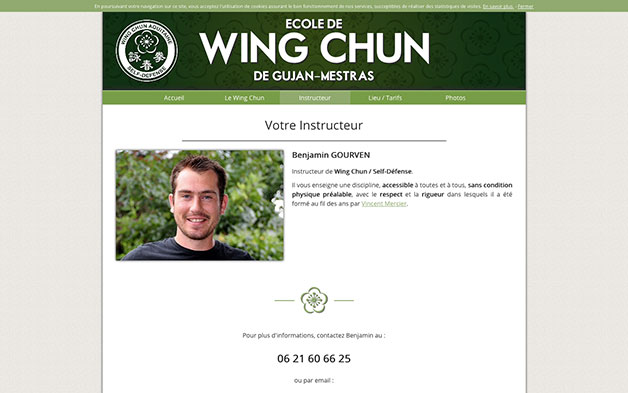 En poursuivant votre navigation sur ce site, vous acceptez l'utilisation de cookies assurant le bon fonctionnement de nos services, susceptibles de réaliser des statistiques de visites. En savoir plus. - Fermer
ECOLE DE
WING CHUN
DE GUJAN-MESTRAS
WING CHUN AQUITAINE
詠春拳
SELF-DÉFENSE
Accueil Le Wing Chun Instructeur Lieu / Tarifs Photos
Votre Instructeur
Benjamin GOURVEN
Instructeur de Wing Chun / Self-Défense.
Il vous enseigne une discipline, accessible à toutes et à tous, sans condition
physique préalable, avec le respect et la rigueur dans lesquels il a été
formé au fil des ans par Vincent Mercier.
Pour plus d'informations, contactez Benjamin au :
06 21 60 66 25
ou par email :